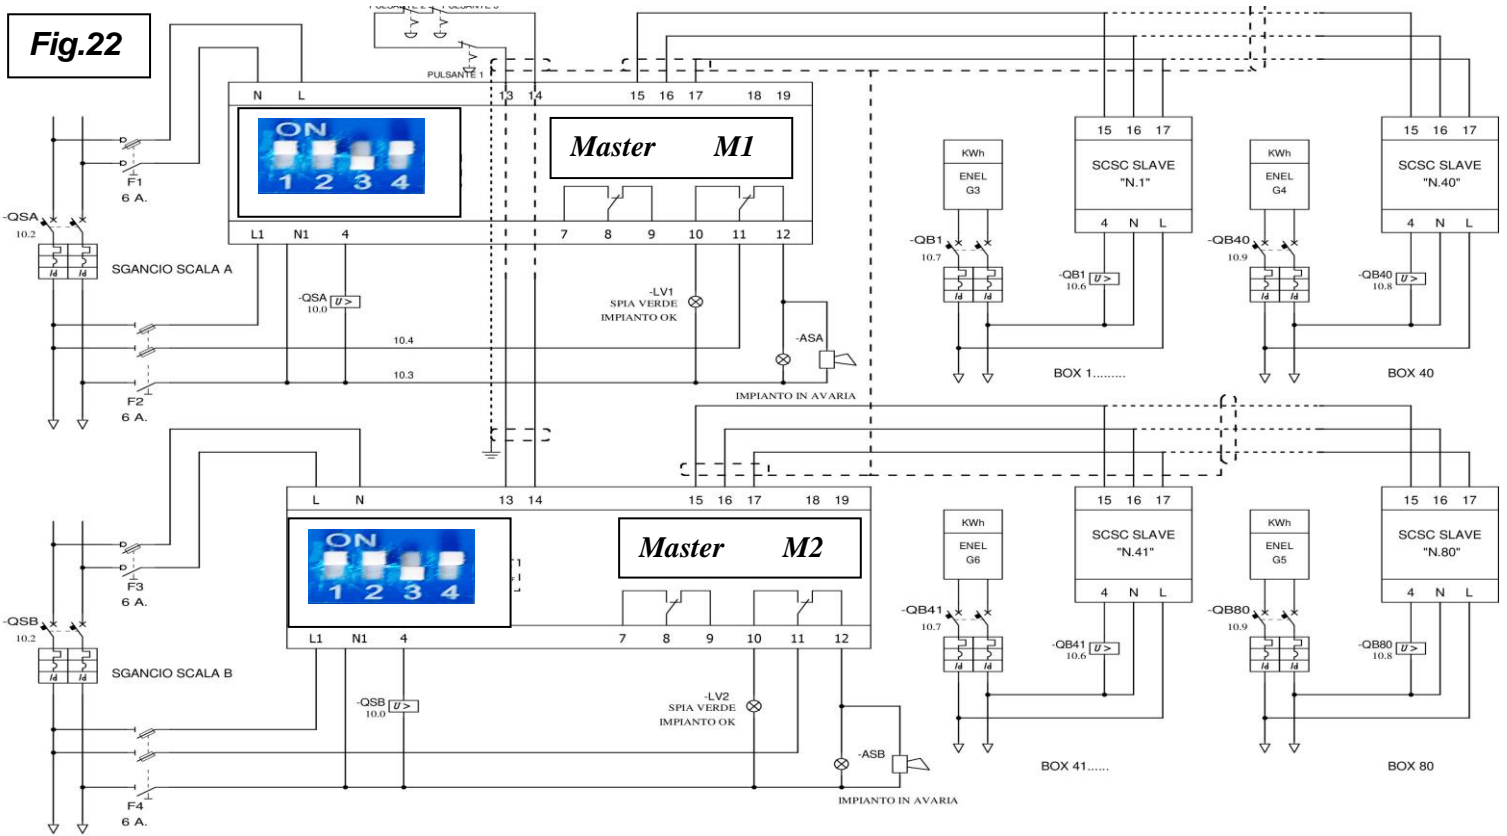 Fig.22
PULSANTE 2
PULSANTE 3
PULSANTE 1
N L 13 14 15 16 17 18 19
ON
1 2 3 4
Master M1
F1
6 A.
-QSA
10.2
SGANCIO SCALA A
L1 N1 4 7 8 9 10 11 12
-QSA
10.0
U >
-LV1
SPIA VERDE
IMPIANTO OK
-ASA
10.4
10.3
F2
6 A.
IMPIANTO IN AVARIA
KWh
ENEL
G3
15 16 17
SCSC SLAVE
"N.1"
4 N L
-QB1
10.7
-QB1
10.6
U >
BOX 1.........
KWh
ENEL
G4
15 16 17
SCSC SLAVE
"N.40"
4 N L
-QB40
10.9
-QB40
10.8
U >
BOX 40
L N 13 14 15 16 17 18 19
ON
1 2 3 4
Master M2
F3
6 A.
-QSB
10.2
SGANCIO SCALA B
L1 N1 4 7 8 9 10 11 12
-QSB
10.0
U >
-LV2
SPIA VERDE
IMPIANTO OK
-ASB
F4
6 A.
IMPIANTO IN AVARIA
KWh
ENEL
G6
15 16 17
SCSC SLAVE
"N.41"
4 N L
-QB41
10.7
-QB41
10.6
U >
BOX 41......
KWh
ENEL
G5
15 16 17
SCSC SLAVE
"N.80"
4 N L
-QB80
10.9
-QB80
10.8
U >
BOX 80